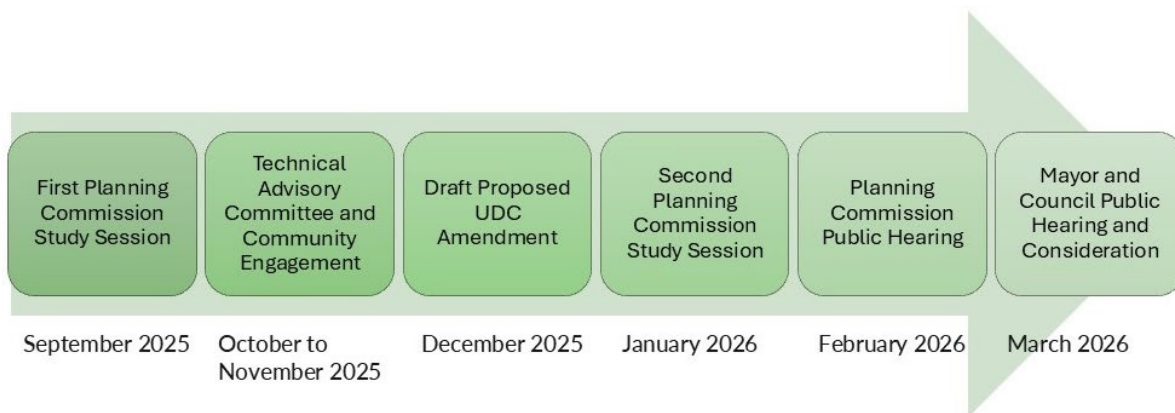 First Planning
Commission
Study Session
Technical
Advisory
Committee and
Community
Engagement
Draft Proposed
UDC
Amendment
Second
Planning
Commission
Study Session
Planning
Commission
Public Hearing
Mayor and
Council Public
Hearing and
Consideration
September 2025
October to
November 2025
December 2025
January 2026
February 2026
March 2026